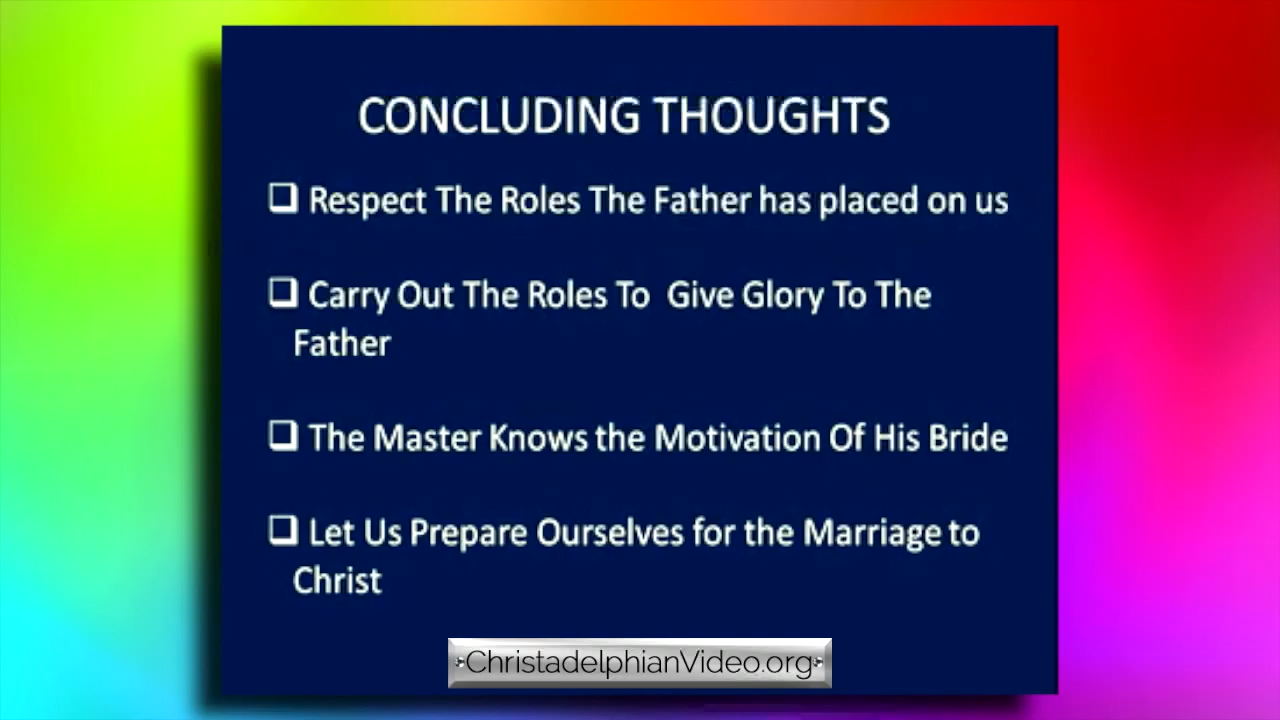 CONCLUDING THOUGHTS
❑ Respect The Roles The Father has placed on us
❑ Carry Out The Roles To  Give Glory To The
Father
❑ The Master Knows the Motivation Of His Bride
❑ Let Us Prepare Ourselves for the Marriage to
Christ
ChristadelphianVideo.org